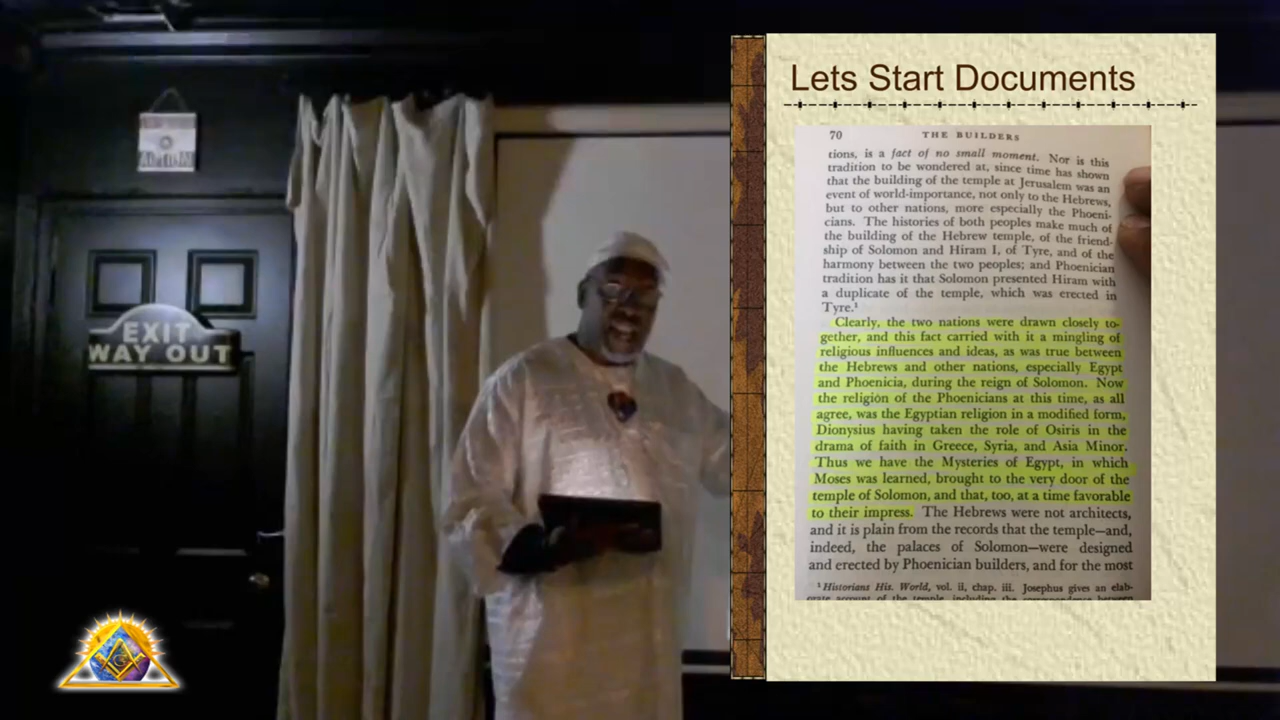 EXIT
WAY OUT
G
Lets Start Documents
70 THE BUILDERS
tions, is a fact of no small moment. Nor is this
tradition to be wondered at, since time has shown
that the building of the temple at Jerusalem was an
event of world-importance, not only to the Hebrews,
but to other nations, more especially the Phoeni-
cians. The histories of both peoples make much of
the building of the Hebrew temple, of the friend-
ship of Solomon and Hiram I, of Tyre, and of the
harmony between the two peoples; and Phoenician
tradition has it that Solomon presented Hiram with
a duplicate of the temple, which was erected in
Tyre.¹
Clearly, the two nations were drawn closely to-
gether, and this fact carried with it a mingling of
religious influences and ideas, as was true between
the Hebrews and other nations, especially Egypt
and Phoenicia, during the reign of Solomon. Now
the religion of the Phoenicians at this time, as all
agree, was the Egyptian religion in a modified form,
Dionysius having taken the role of Osiris in the
drama of faith in Greece, Syria, and Asia Minor.
Thus we have the Mysteries of Egypt, in which
Moses was learned, brought to the very door of the
temple of Solomon, and that, too, at a time favorable
to their impress. The Hebrews were not architects,
and it is plain from the records that the temple—and,
indeed, the palaces of Solomon—were designed
and erected by Phoenician builders, and for the most
¹ Historians His. World, vol. ii, chap. iii. Josephus gives an elab-
orate account of the temple, including the correspondence between